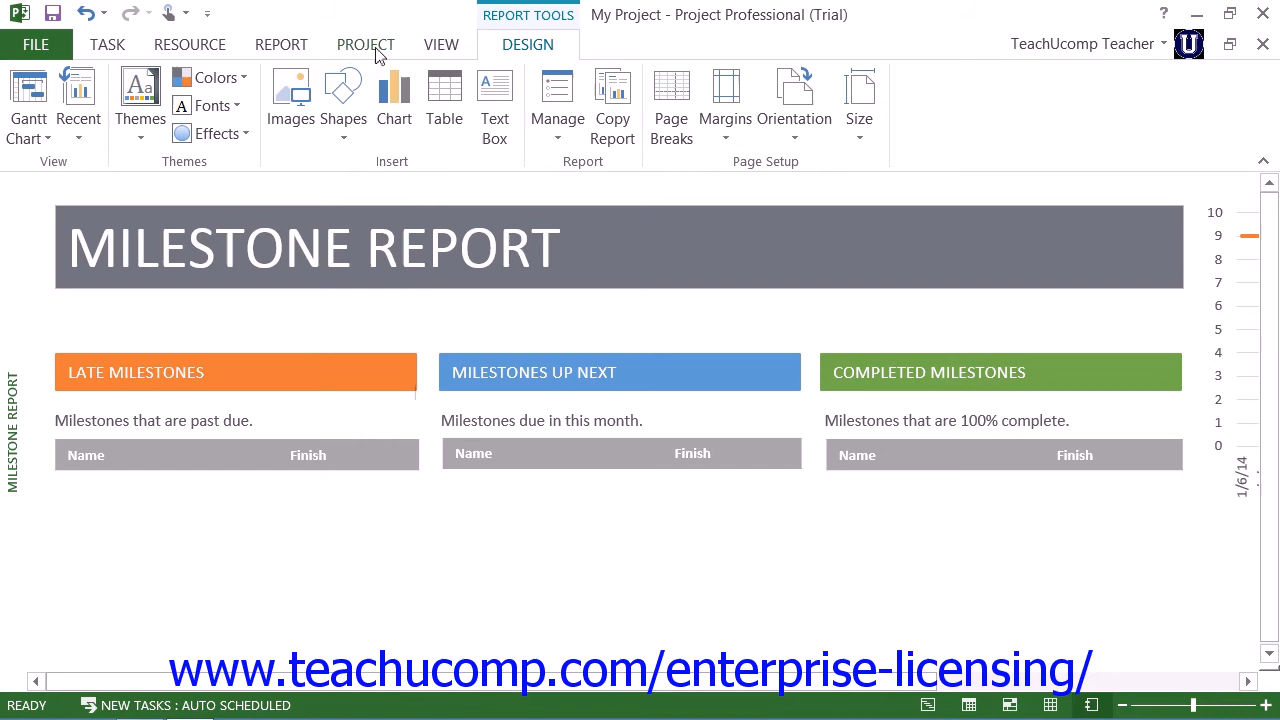 REPORT TOOLS
My Project - Project Professional (Trial)
?
FILE TASK RESOURCE REPORT PROJECT VIEW DESIGN
TeachUcomp Teacher
U
Gantt Chart
Recent
View
Aa
Themes
Colors
A Fonts
Effects
Themes
Images
Shapes
Chart
Table
A
Text Box
Insert
Manage
Copy Report
Report
Page Breaks
Margins
Orientation
Size
Page Setup
MILESTONE REPORT
MILESTONE REPORT
LATE MILESTONES
Milestones that are past due.
Name Finish
MILESTONES UP NEXT
Milestones due in this month.
Name Finish
COMPLETED MILESTONES
Milestones that are 100% complete.
Name Finish
10
9
8
7
6
5
4
3
2
1
0
1/6/14
www.teachucomp.com/enterprise-licensing/
READY
NEW TASKS : AUTO SCHEDULED